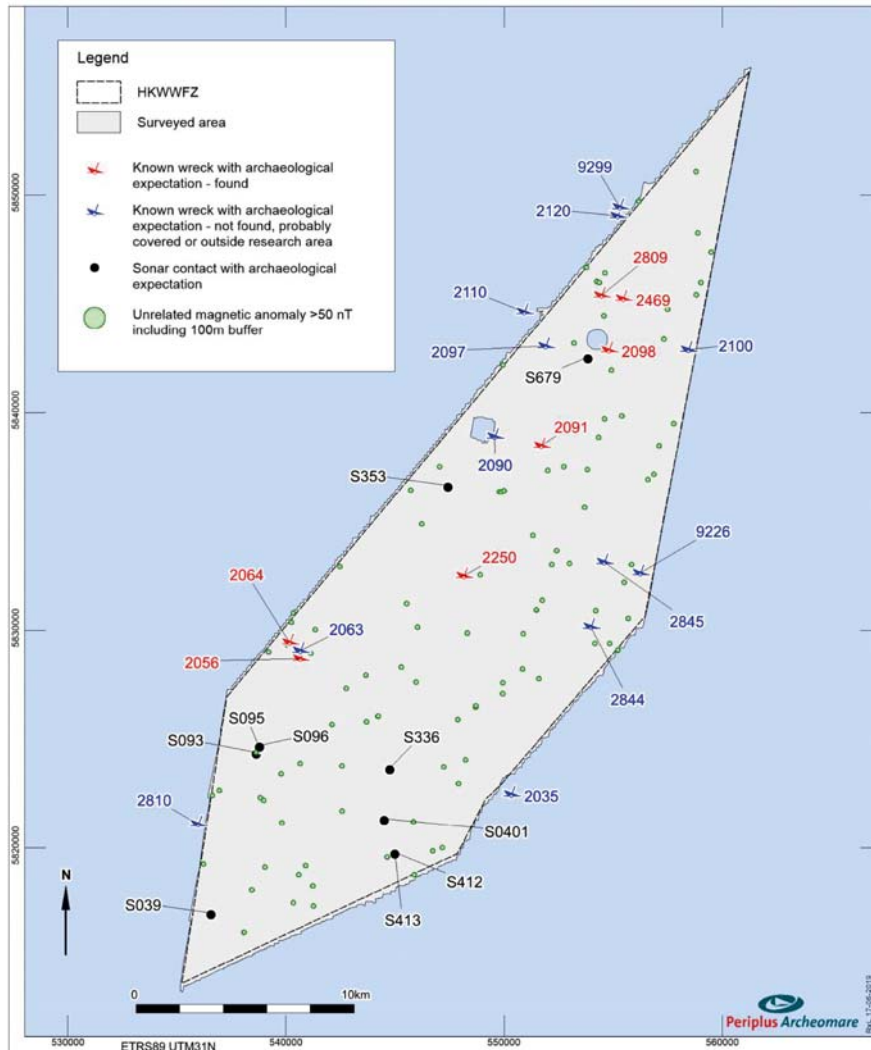 Legend
HKWWFZ
Surveyed area
Known wreck with archaeological
expectation - found
Known wreck with archaeological
expectation - not found, probably
covered or outside research area
Sonar contact with archaeological
expectation
Unrelated magnetic anomaly >50 nT
including 100m buffer
9299
2120
2809
2110
2469
2097
2098
2100
S679
2091
2090
S353
9226
2250
2064
2063
2845
2056
2844
S095
S096
S093
S336
2810
2035
S0401
S412
S039
S413
N
0
10km
5850000
5840000
5830000
5820000
530000
540000
550000
560000
ETRS89 UTM31N
Periplus Archeomare